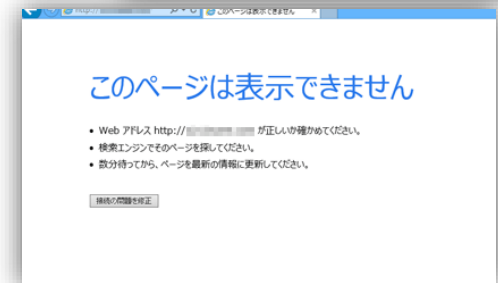 http://
このページは表示できません ×
このページは表示できません
• Web アドレス http:// が正しいか確かめてください。
• 検索エンジンでそのページを探してください。
• 数分待ってから、ページを最新の情報に更新してください。
接続の問題を修正